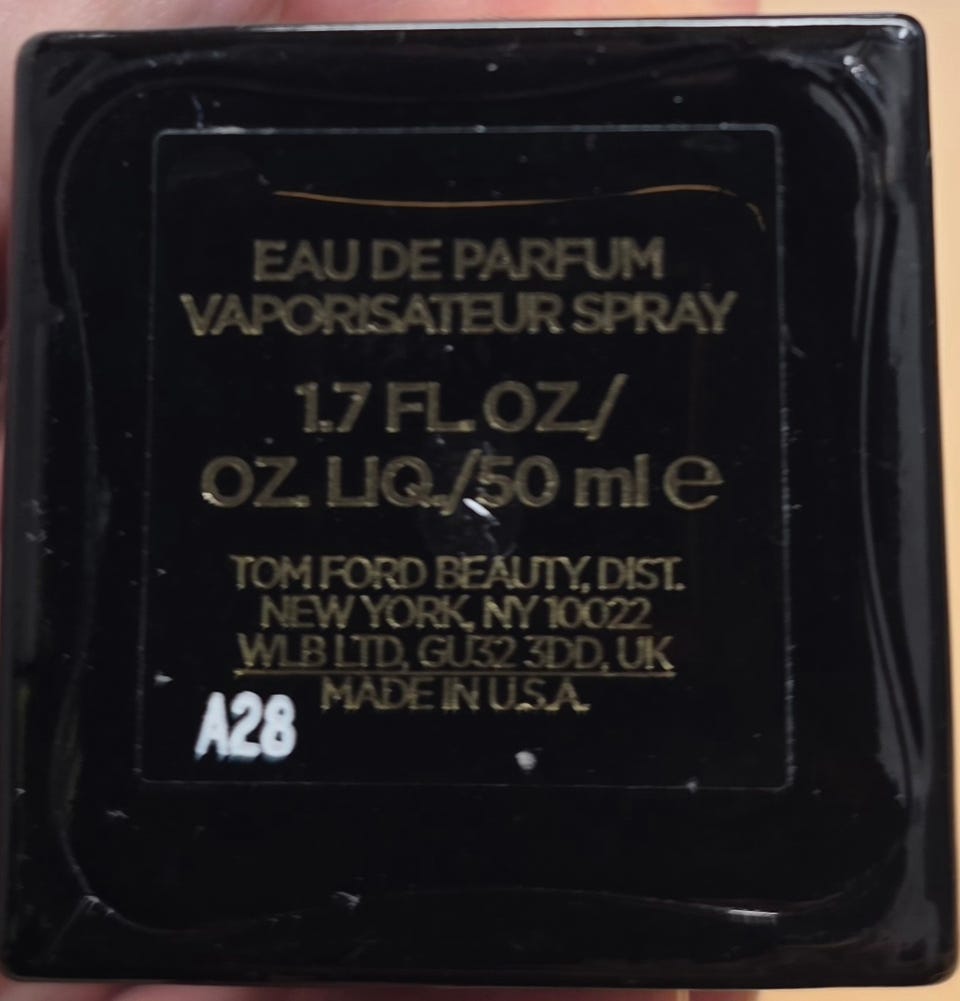 EAU DE PARFUM
VAPORISATEUR SPRAY
1.7 FL. OZ./
OZ. LIQ./50 ml ℮
TOM FORD BEAUTY, DIST.
NEW YORK, NY 10022
WLB LTD, GU32 3DD, UK
MADE IN U.S.A.
A28